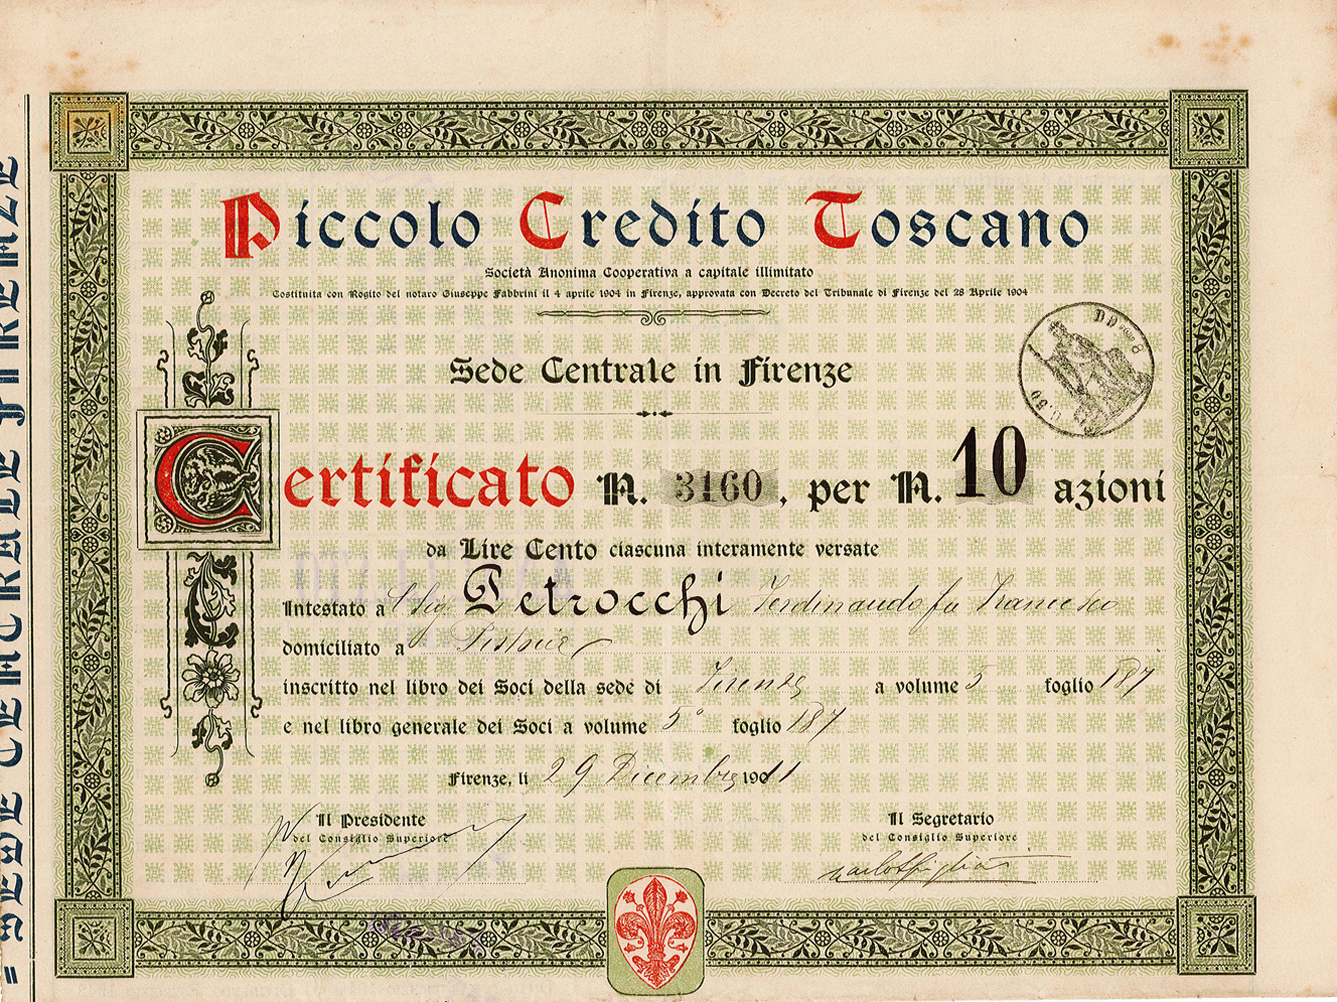 Piccolo Credito Toscano
Società Anonima Cooperativa a capitale illimitato
Costituita con Rogito del notaro Giuseppe Fabbrini il 4 aprile 1904 in Firenze, approvata con Decreto del Tribunale di Firenze del 28 Aprile 1904
Sede Centrale in Firenze
Certificato N. 3160, per N. 10 azioni
da Lire Cento ciascuna interamente versate
Intestato a Sig. Petrocchi Ferdinando fu Francesco
domiciliato a Pistoia
inscritto nel libro dei Soci della sede di Firenze a volume 5 foglio 187
e nel libro generale dei Soci a volume 5° foglio 187
Firenze, li 29 Dicembre 1911
Il Presidente
del Consiglio Superiore
Il Segretario
del Consiglio Superiore
= SEDE CENTRALE FIRENZE